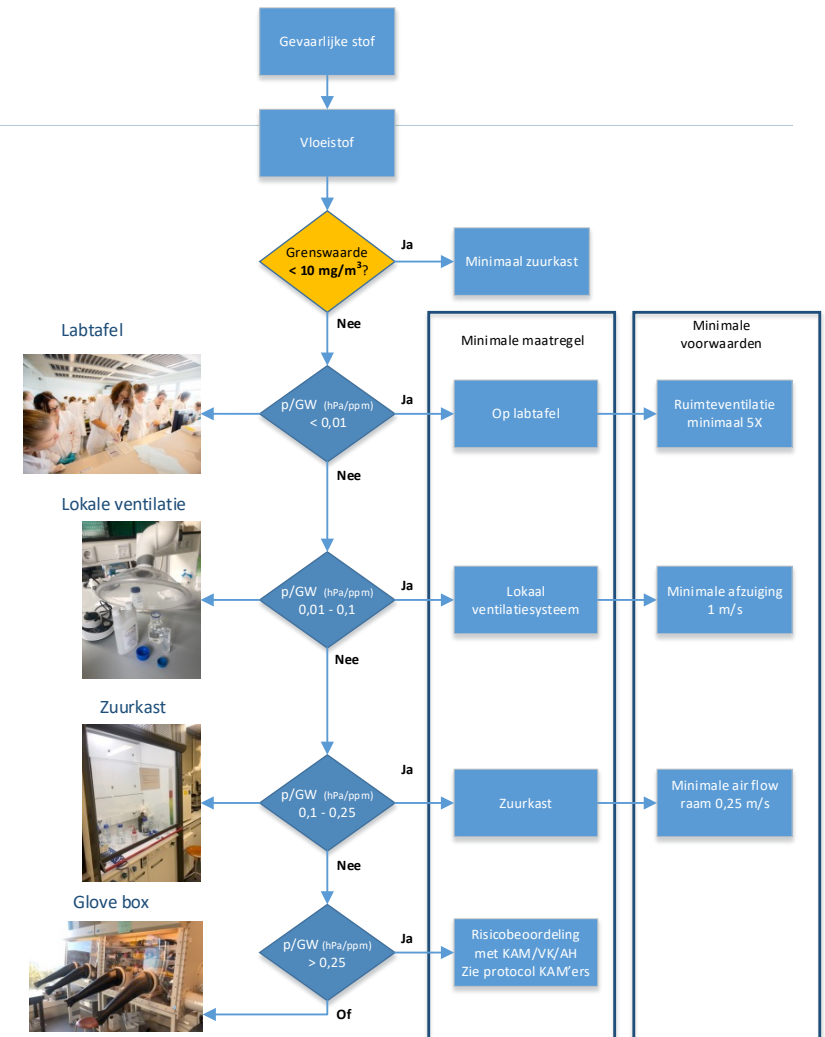 Gevaarlijke stof
Vloeistof
Grenswaarde
< 10 mg/m³?
Ja
Minimaal zuurkast
Nee
Labtafel
Minimale maatregel
Minimale
voorwaarden
p/GW (hPa/ppm)
< 0,01
Ja
Op labtafel
Ruimteventilatie
minimaal 5X
Nee
Lokale ventilatie
p/GW (hPa/ppm)
0,01 - 0,1
Ja
Lokaal
ventilatiesysteem
Minimale afzuiging
1 m/s
Nee
Zuurkast
p/GW (hPa/ppm)
0,1 - 0,25
Ja
Zuurkast
Minimale air flow
raam 0,25 m/s
Nee
Glove box
p/GW (hPa/ppm)
> 0,25
Ja
Risicobeoordeling
met KAM/VK/AH
Zie protocol KAM'ers
Of